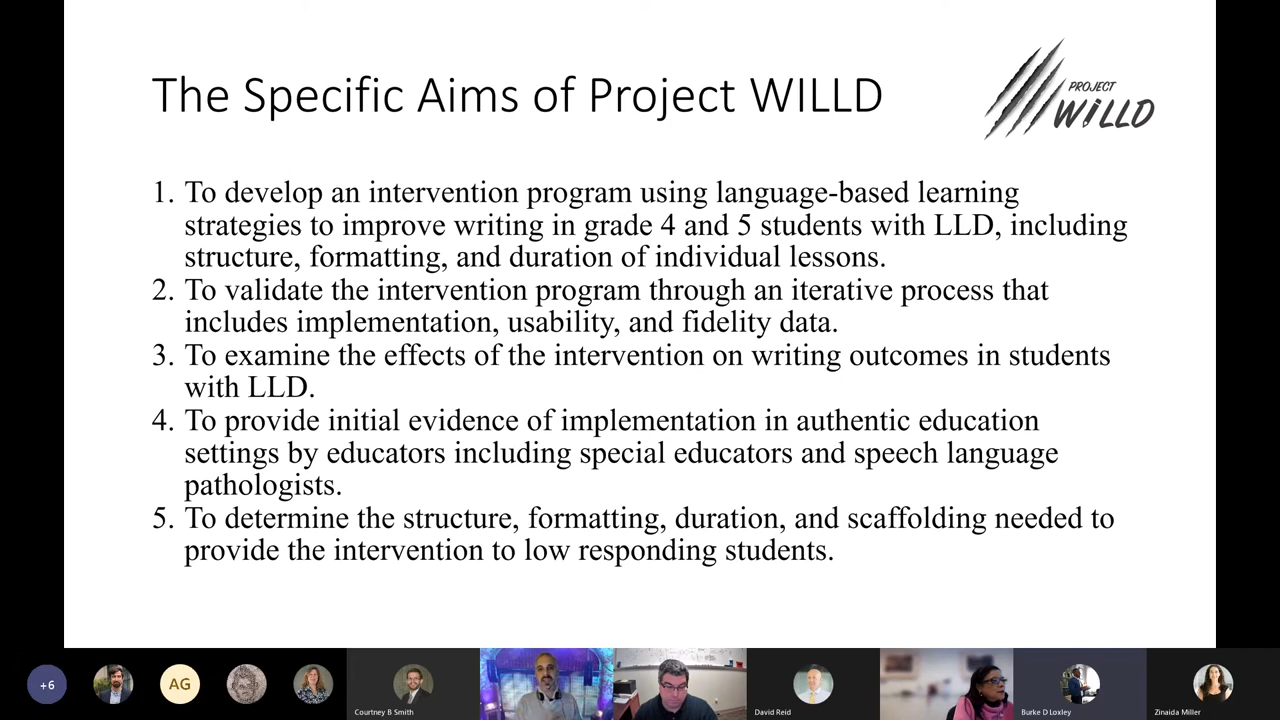 The Specific Aims of Project WILLD
PROJECT
WiLLD
1. To develop an intervention program using language-based learning
strategies to improve writing in grade 4 and 5 students with LLD, including
structure, formatting, and duration of individual lessons.
2. To validate the intervention program through an iterative process that
includes implementation, usability, and fidelity data.
3. To examine the effects of the intervention on writing outcomes in students
with LLD.
4. To provide initial evidence of implementation in authentic education
settings by educators including special educators and speech language
pathologists.
5. To determine the structure, formatting, duration, and scaffolding needed to
provide the intervention to low responding students.
+6
AG
Courtney B Smith
David Reid
Burke D Loxley
Zinaida Miller